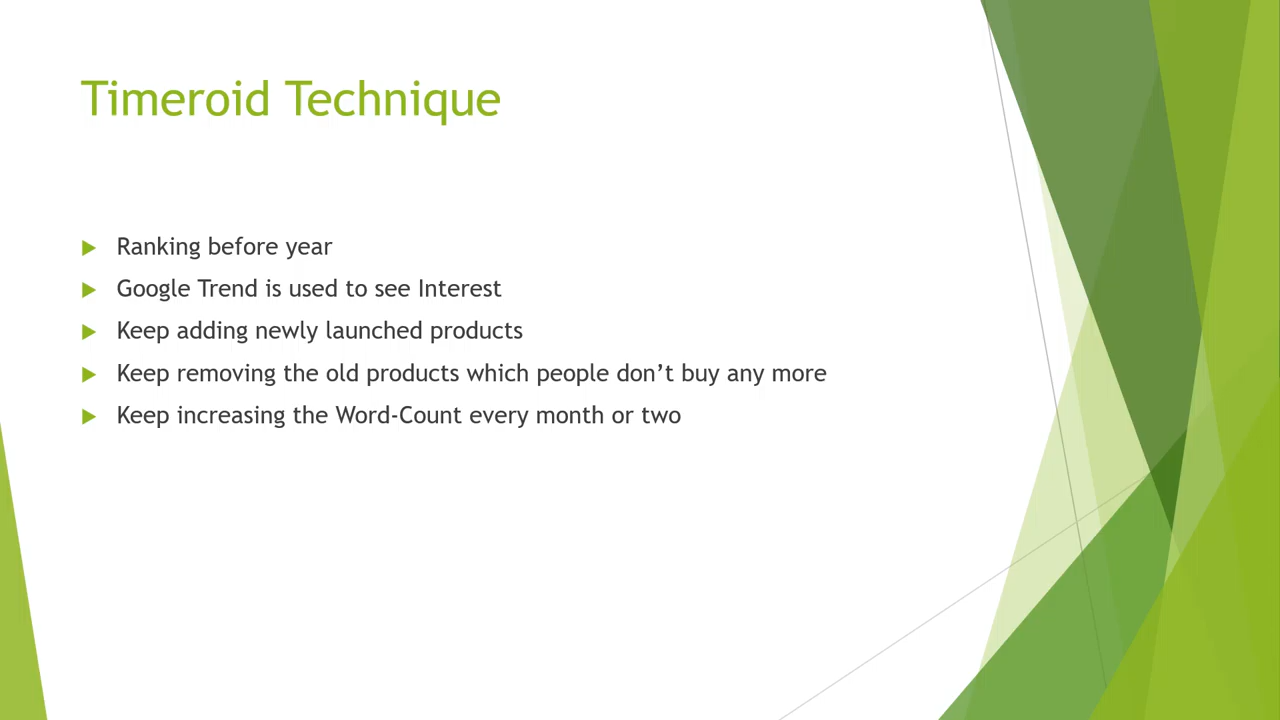 Timeroid Technique
Ranking before year
Google Trend is used to see Interest
Keep adding newly launched products
Keep removing the old products which people don’t buy any more
Keep increasing the Word-Count every month or two